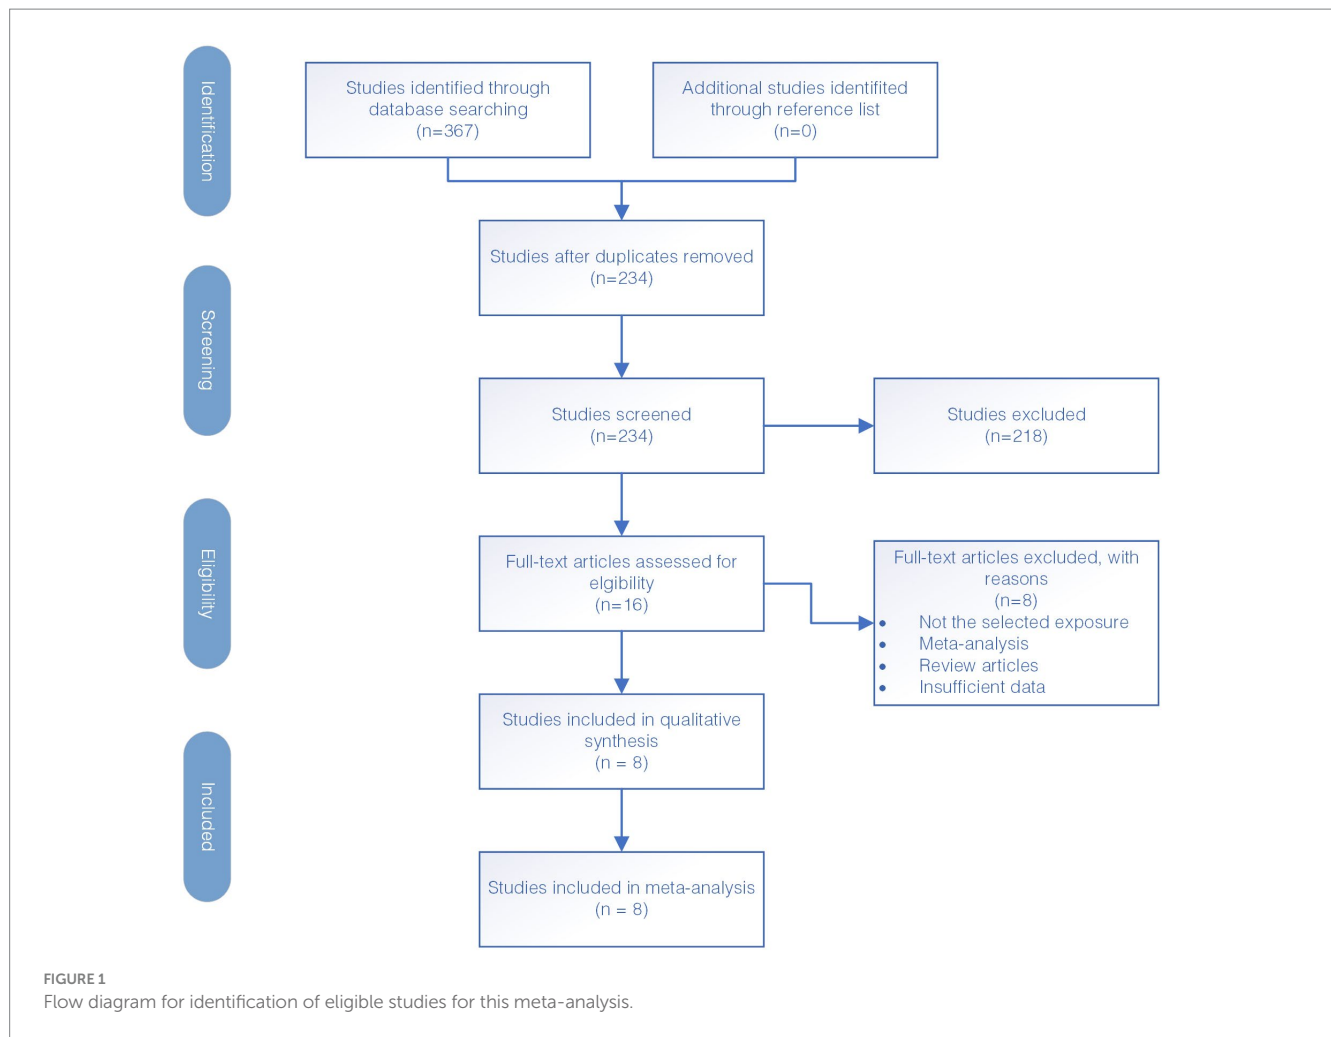 Identification
Studies identified through
database searching
(n=367)
Additional studies identifited
through reference list
(n=0)
Studies after duplicates removed
(n=234)
Screening
Studies screened
(n=234)
Studies excluded
(n=218)
Eligibility
Full-text articles assessed for
elgibility
(n=16)
Full-text articles excluded, with
reasons
(n=8)
• Not the selected exposure
• Meta-analysis
• Review articles
• Insufficient data
Studies included in qualitative
synthesis
(n = 8)
Included
Studies included in meta-analysis
(n = 8)
FIGURE 1
Flow diagram for identification of eligible studies for this meta-analysis.